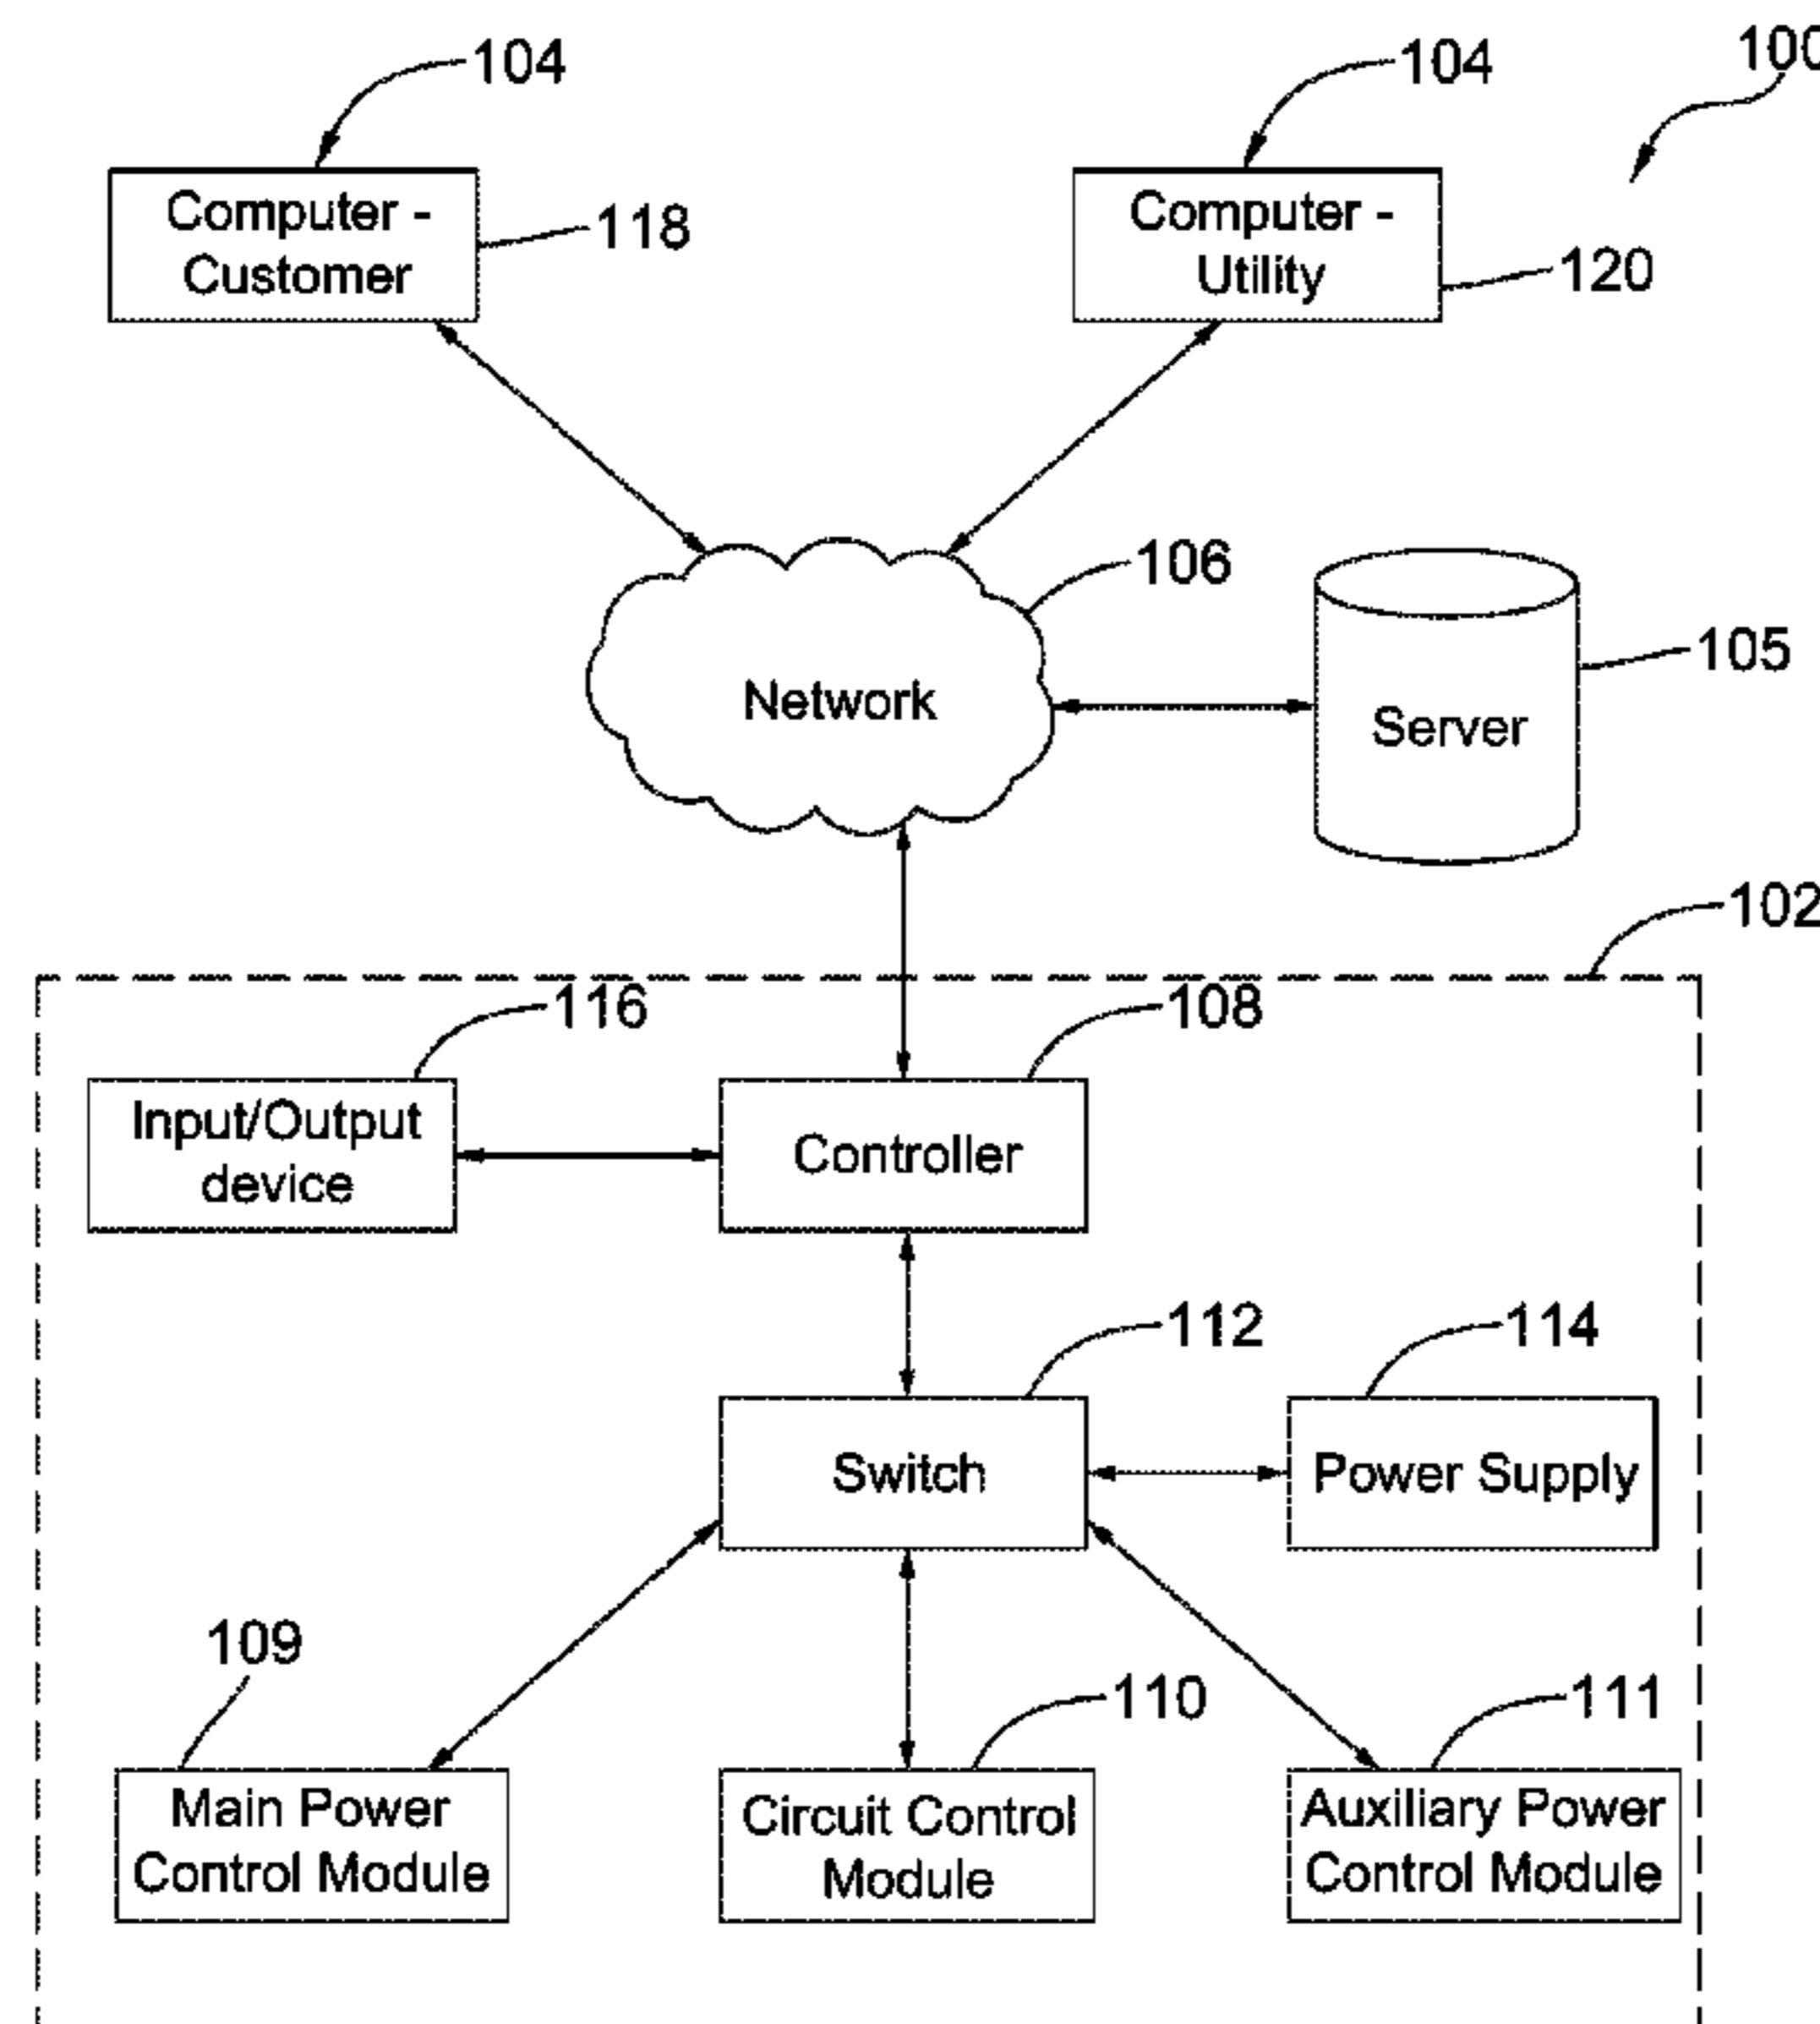 104
104
100
Computer -
Customer
118
Computer -
Utility
120
106
Network
105
Server
102
116
108
Input/Output
device
Controller
112
114
Switch
Power Supply
109
110
111
Main Power
Control Module
Circuit Control
Module
Auxiliary Power
Control Module